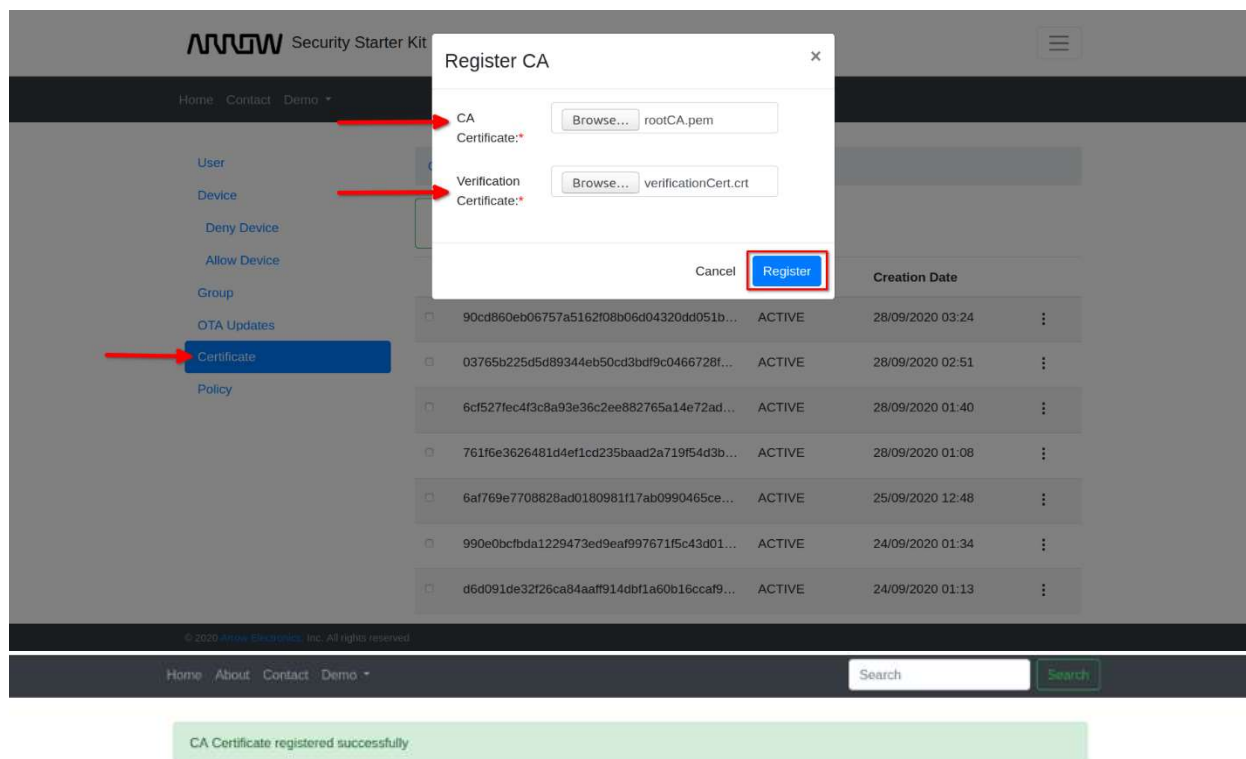 ARROW Security Starter Kit
Register CA ×
Home Contact Demo
CA Certificate:* Browse... rootCA.pem
Verification Certificate:* Browse... verificationCert.crt
Cancel Register
User
Device
Deny Device
Allow Device
Group
OTA Updates
Certificate
Policy
Creation Date
90cd860eb06757a5162f08b06d04320dd051b... ACTIVE 28/09/2020 03:24
03765b225d5d89344eb50cd3bdf9c0466728f... ACTIVE 28/09/2020 02:51
6cf527fec4f3c8a93e36c2ee882765a14e72ad... ACTIVE 28/09/2020 01:40
761f6e3626481d4ef1cd235baad2a719f54d3b... ACTIVE 28/09/2020 01:08
6af769e7708828ad0180981f17ab0990465ce... ACTIVE 25/09/2020 12:48
990e0bcfbda1229473ed9eaf997671f5c43d01... ACTIVE 24/09/2020 01:34
d6d091de32f26ca84aaff914dbf1a60b16ccaf9... ACTIVE 24/09/2020 01:13
© 2020 Arrow Electronics, Inc. All rights reserved
Home About Contact Demo Search Search
CA Certificate registered successfully